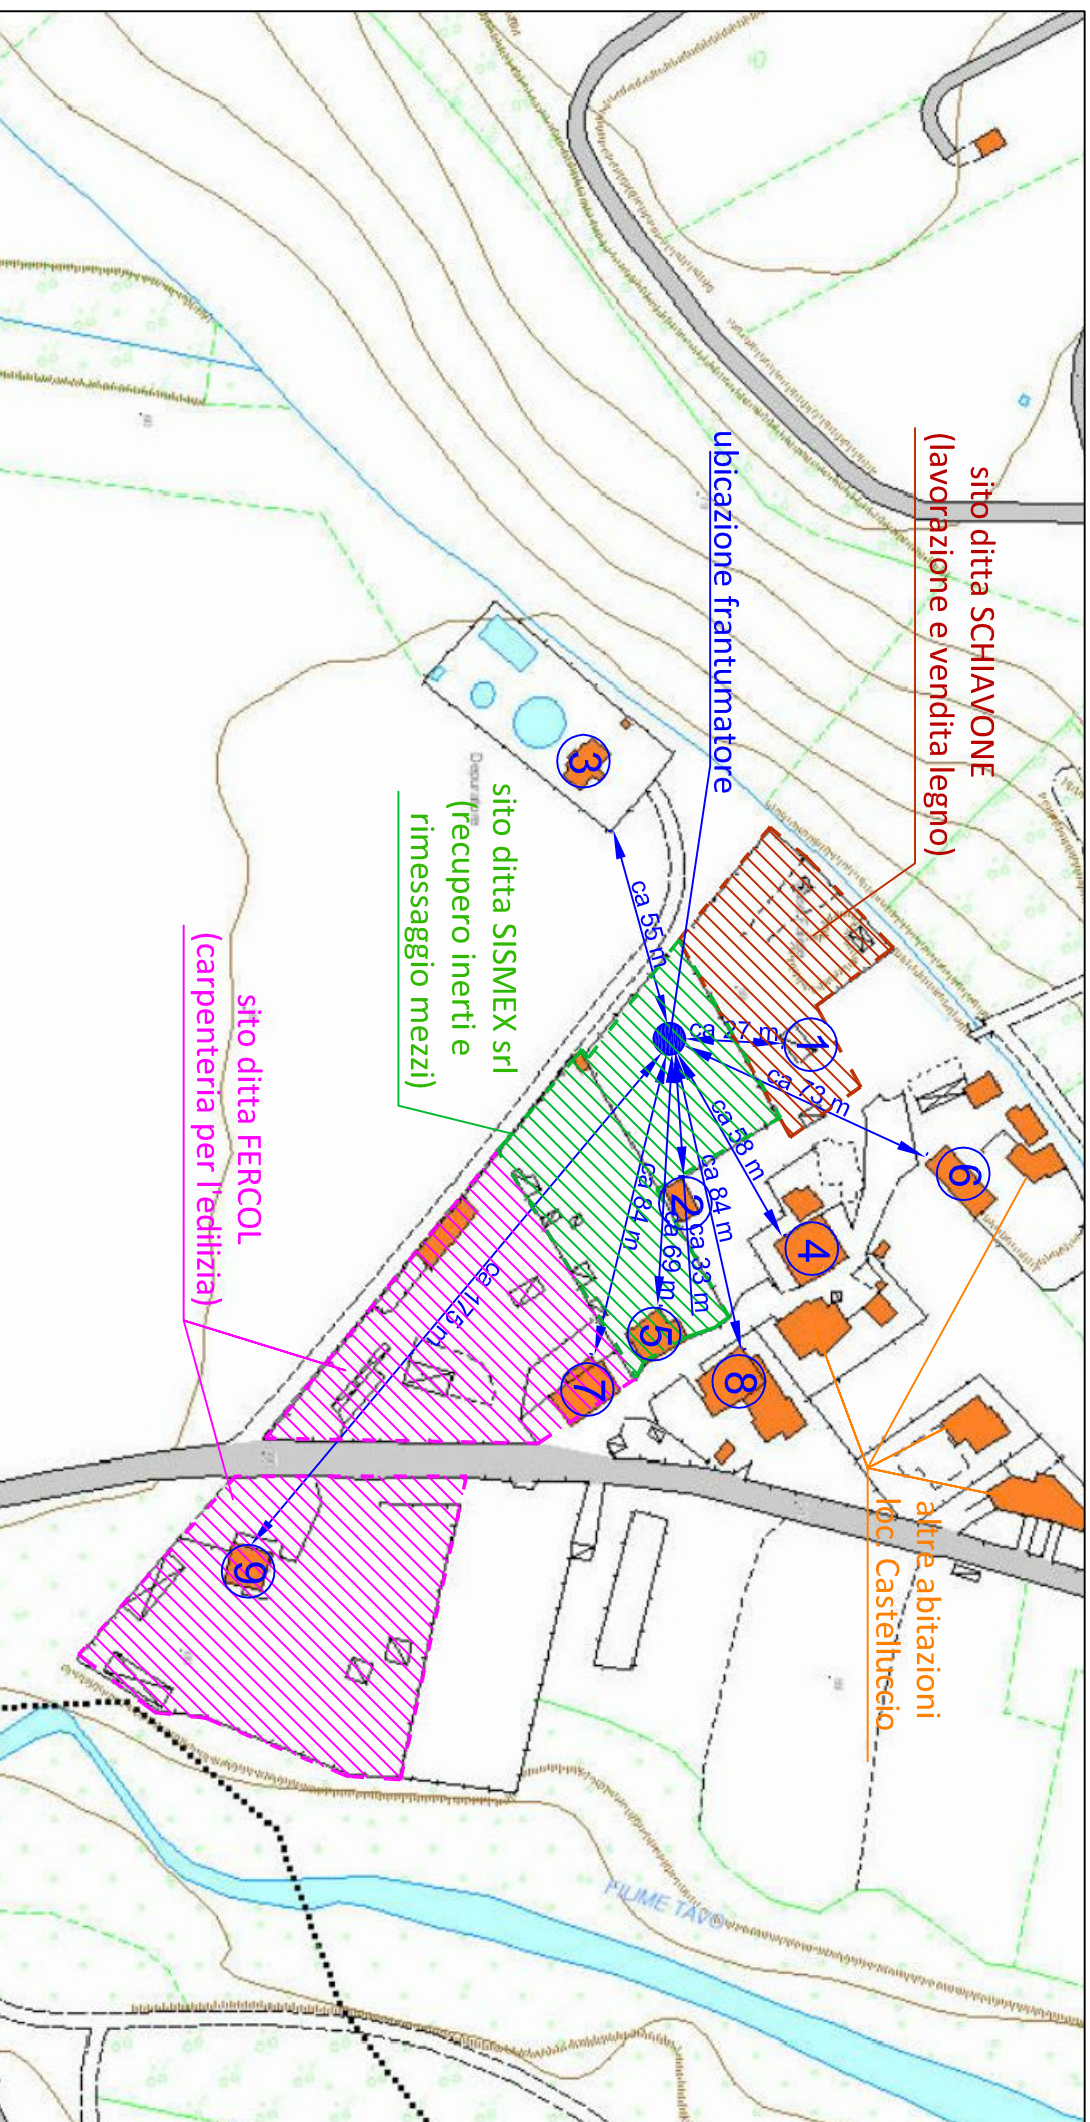 sito ditta SCHIAVONE
(lavorazione e vendita legno)
ubicazione frantumatore
sito ditta SISMEX srl
(recupero inerti e
rimessaggio mezzi)
sito ditta FERCOL
(carpenteria per l'edilizia)
altre abitazioni
loc. Castelluccio
Depuratore
FIUME TAVO
ca 55 m
ca 27 m
ca 73 m
ca 58 m
ca 84 m
ca 33 m
ca 69 m
ca 84 m
ca 175 m
1
2
3
4
5
6
7
8
9